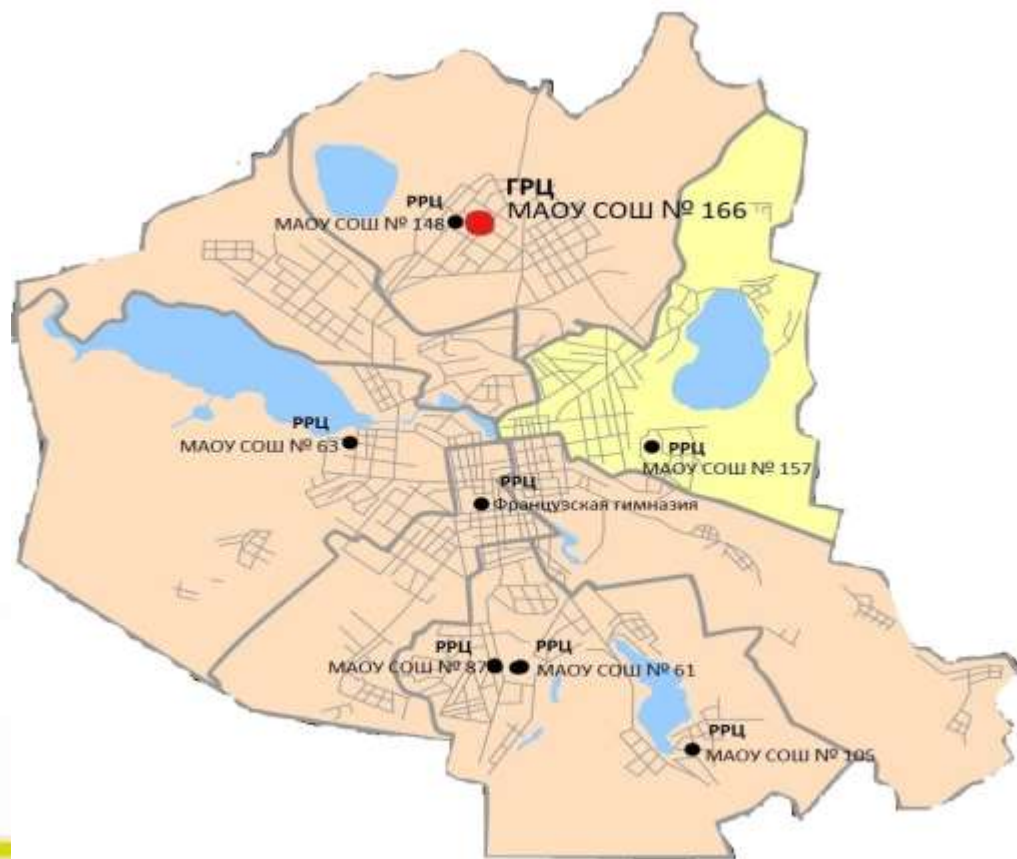 ГРЦ
МАОУ СОШ № 166
РРЦ
МАОУ СОШ № 148
РРЦ
МАОУ СОШ № 63
РРЦ
МАОУ СОШ № 157
РРЦ
Французская гимназия
РРЦ
МАОУ СОШ № 87
РРЦ
МАОУ СОШ № 61
РРЦ
МАОУ СОШ № 105